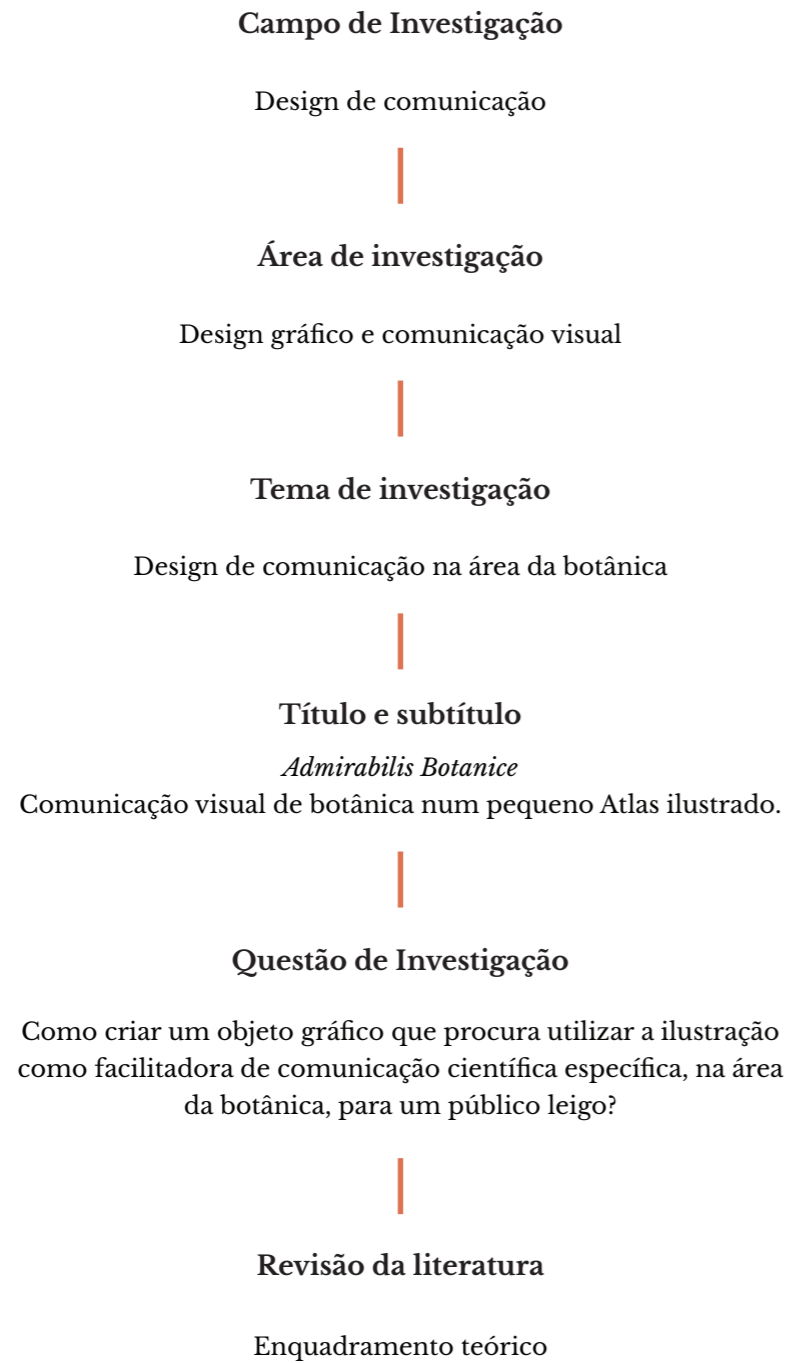 Campo de Investigação
Design de comunicação
Área de investigação
Design gráfico e comunicação visual
Tema de investigação
Design de comunicação na área da botânica
Título e subtítulo
Admirabilis Botanice
Comunicação visual de botânica num pequeno Atlas ilustrado.
Questão de Investigação
Como criar um objeto gráfico que procura utilizar a ilustração
como facilitadora de comunicação científica específica, na área
da botânica, para um público leigo?
Revisão da literatura
Enquadramento teórico